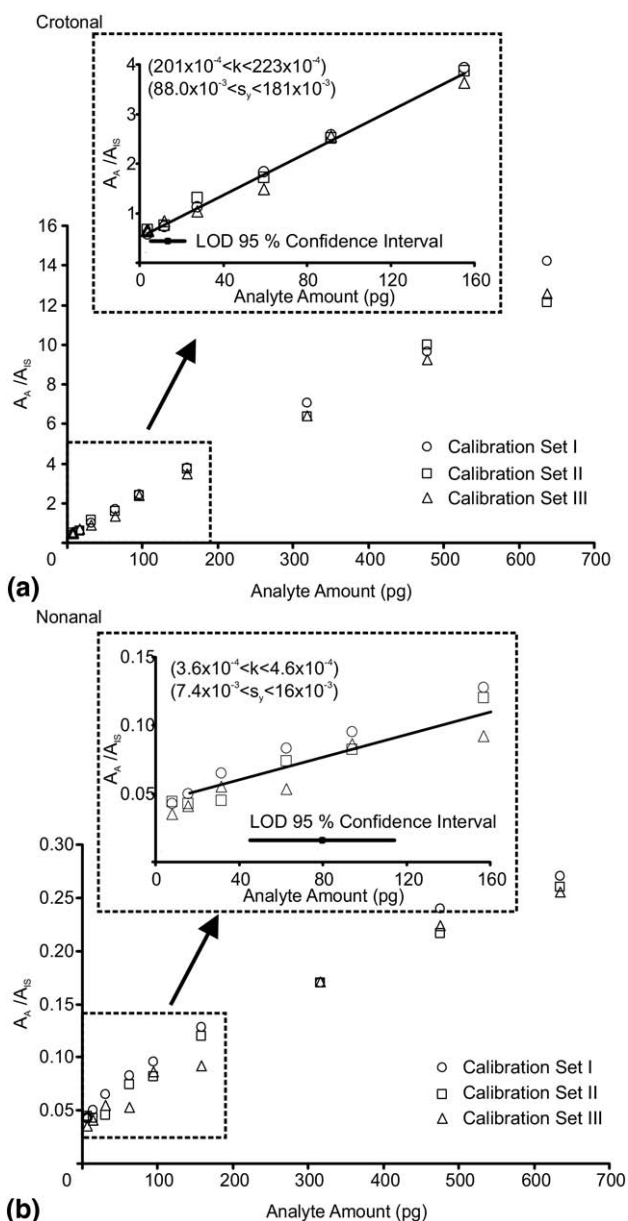 Crotonal
(201x10⁻⁴<k<223x10⁻⁴)
(88.0x10⁻³<sᵧ<181x10⁻³)
4
3
2
1
A_A /A_IS
LOD 95 % Confidence Interval
0 40 80 120 160
Analyte Amount (pg)
16
14
12
10
8
6
4
2
A_A /A_IS
Calibration Set I
Calibration Set II
Calibration Set III
0 100 200 300 400 500 600 700
Analyte Amount (pg)
(a)
Nonanal
(3.6x10⁻⁴<k<4.6x10⁻⁴)
(7.4x10⁻³<sᵧ<16x10⁻³)
0.15
0.10
0.05
A_A /A_IS
LOD 95 % Confidence Interval
0 40 80 120 160
Analyte Amount (pg)
0.30
0.25
0.20
0.15
0.10
0.05
A_A /A_IS
Calibration Set I
Calibration Set II
Calibration Set III
0 100 200 300 400 500 600 700
Analyte Amount (pg)
(b)